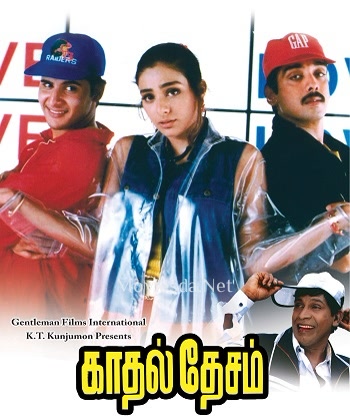 RAIDERS
GAP
Gentleman Films International
K.T. Kunjumon Presents
காதல் தேசம்